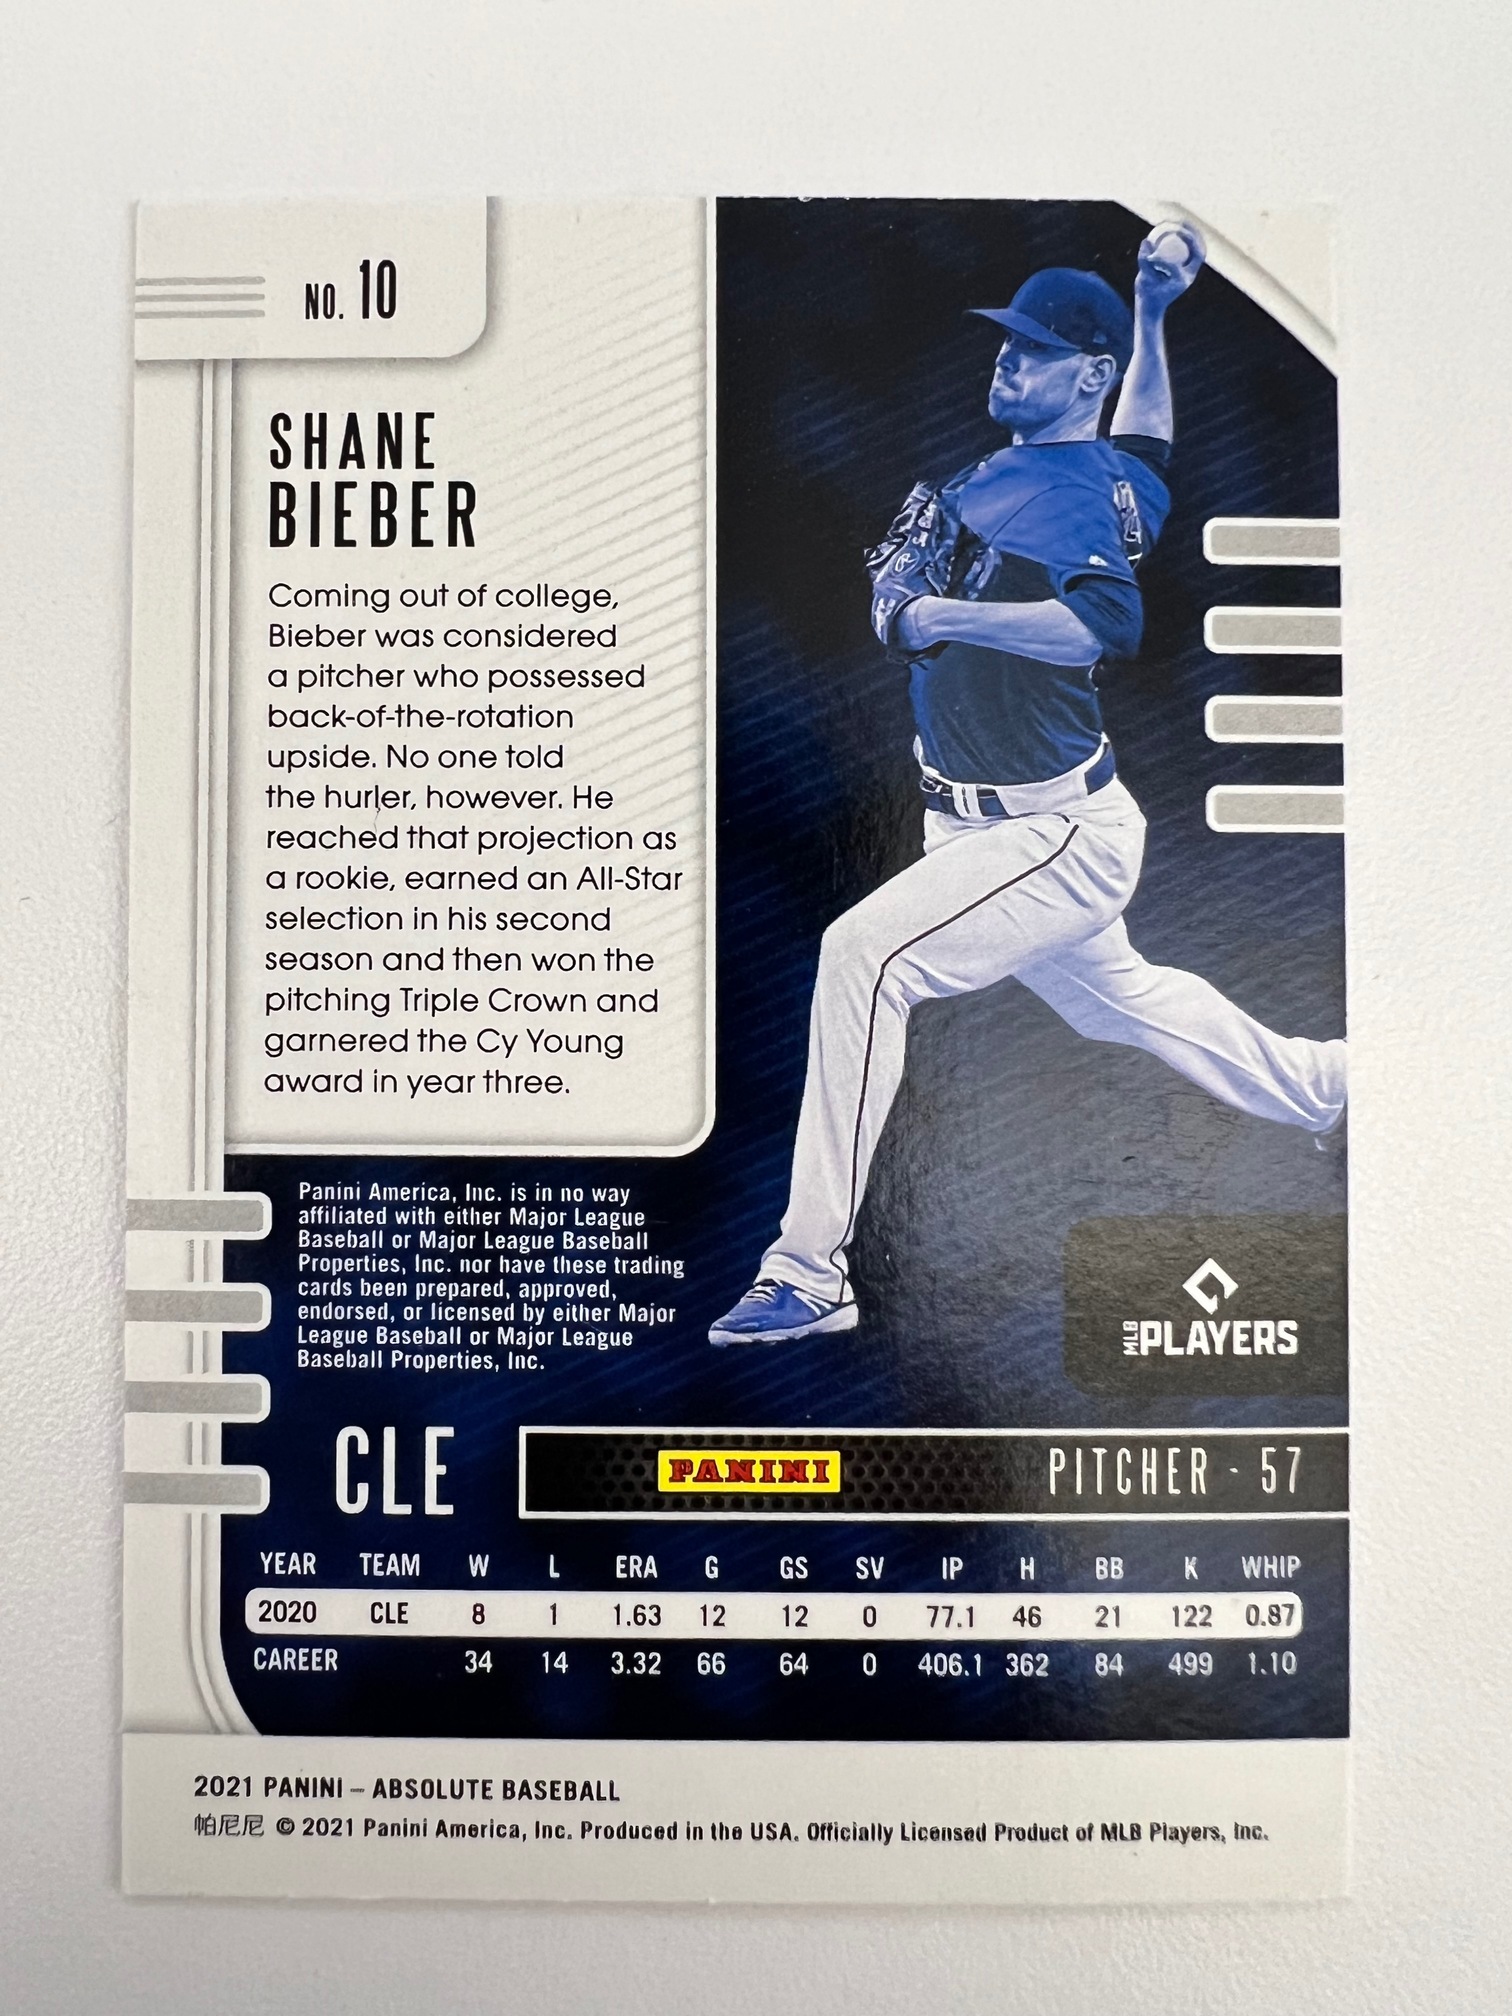 NO. 10
SHANE
BIEBER
Coming out of college,
Bieber was considered
a pitcher who possessed
back-of-the-rotation
upside. No one told
the hurler, however. He
reached that projection as
a rookie, earned an All-Star
selection in his second
season and then won the
pitching Triple Crown and
garnered the Cy Young
award in year three.
Panini America, Inc. is in no way
affiliated with either Major League
Baseball or Major League Baseball
Properties, Inc. nor have these trading
cards been prepared, approved,
endorsed, or licensed by either Major
League Baseball or Major League
Baseball Properties, Inc.
MLB PLAYERS
CLE
PANINI
PITCHER - 57
YEAR TEAM W L ERA G GS SV IP H BB K WHIP
2020 CLE 8 1 1.63 12 12 0 77.1 46 21 122 0.87
CAREER 34 14 3.32 66 64 0 406.1 362 84 499 1.10
2021 PANINI – ABSOLUTE BASEBALL
帕尼尼 © 2021 Panini America, Inc. Produced in the USA. Officially Licensed Product of MLB Players, Inc.